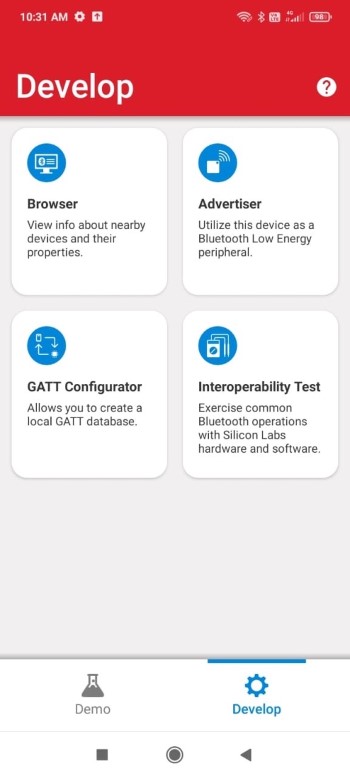 10:31 AM
4G
98
Develop
?
Browser
View info about nearby
devices and their
properties.
Advertiser
Utilize this device as a
Bluetooth Low Energy
peripheral.
GATT Configurator
Allows you to create a
local GATT database.
Interoperability Test
Exercise common
Bluetooth operations
with Silicon Labs
hardware and software.
Demo
Develop